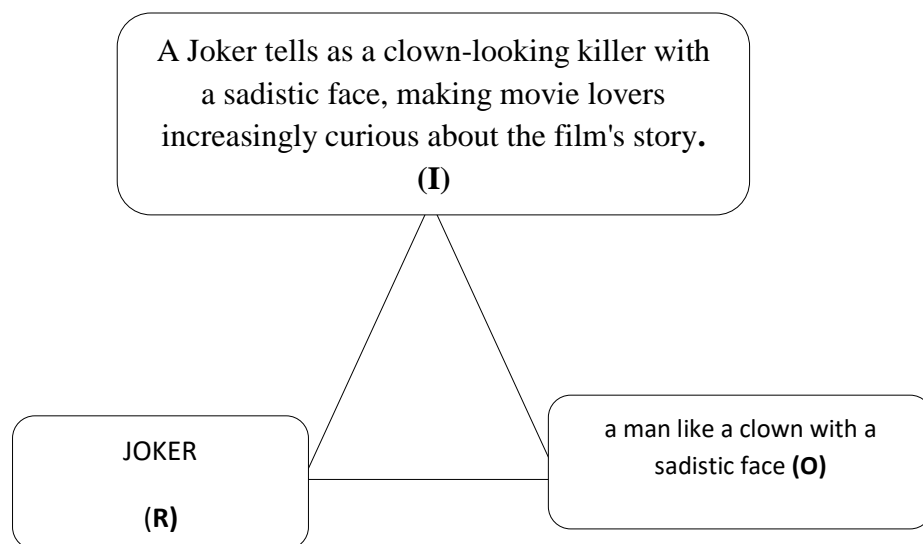 A Joker tells as a clown-looking killer with
a sadistic face, making movie lovers
increasingly curious about the film's story.
(I)
JOKER
(R)
a man like a clown with a
sadistic face (O)